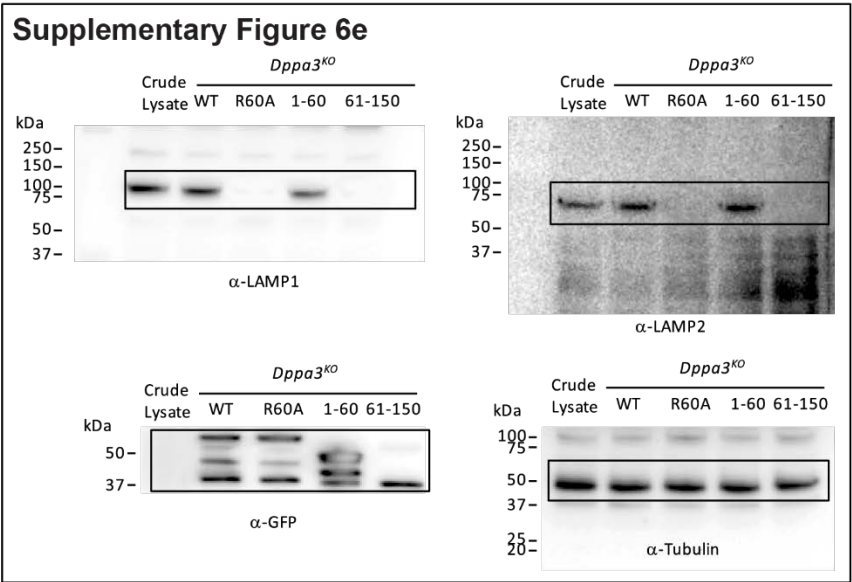 Supplementary Figure 6e
Dppa3KO
Crude
Lysate WT R60A 1-60 61-150
kDa
250–
150–
100–
75–
50–
37–
α-LAMP1
Dppa3KO
Crude
Lysate WT R60A 1-60 61-150
kDa
250–
150–
100–
75–
50–
37–
α-LAMP2
Dppa3KO
Crude
Lysate WT R60A 1-60 61-150
kDa
50–
37–
α-GFP
Dppa3KO
Crude
Lysate WT R60A 1-60 61-150
kDa
100–
75–
50–
37–
25–
20–
α-Tubulin